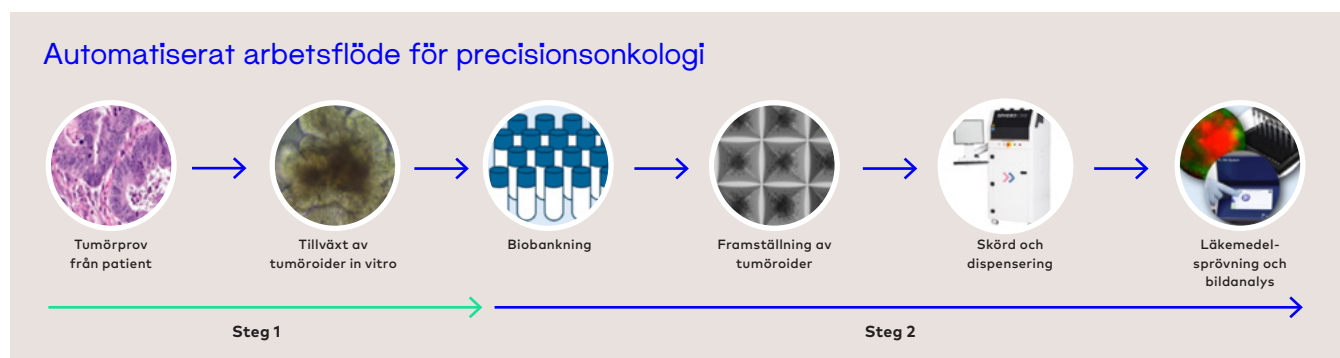 Automatiserat arbetsflöde för precisionsonkologi
Tumörprov
från patient
Tillväxt av
tumöroider in vitro
Biobankning
Framställning av
tumöroider
Skörd och
dispensering
Läkemedel-
sprövning och
bildanalys
Steg 1
Steg 2